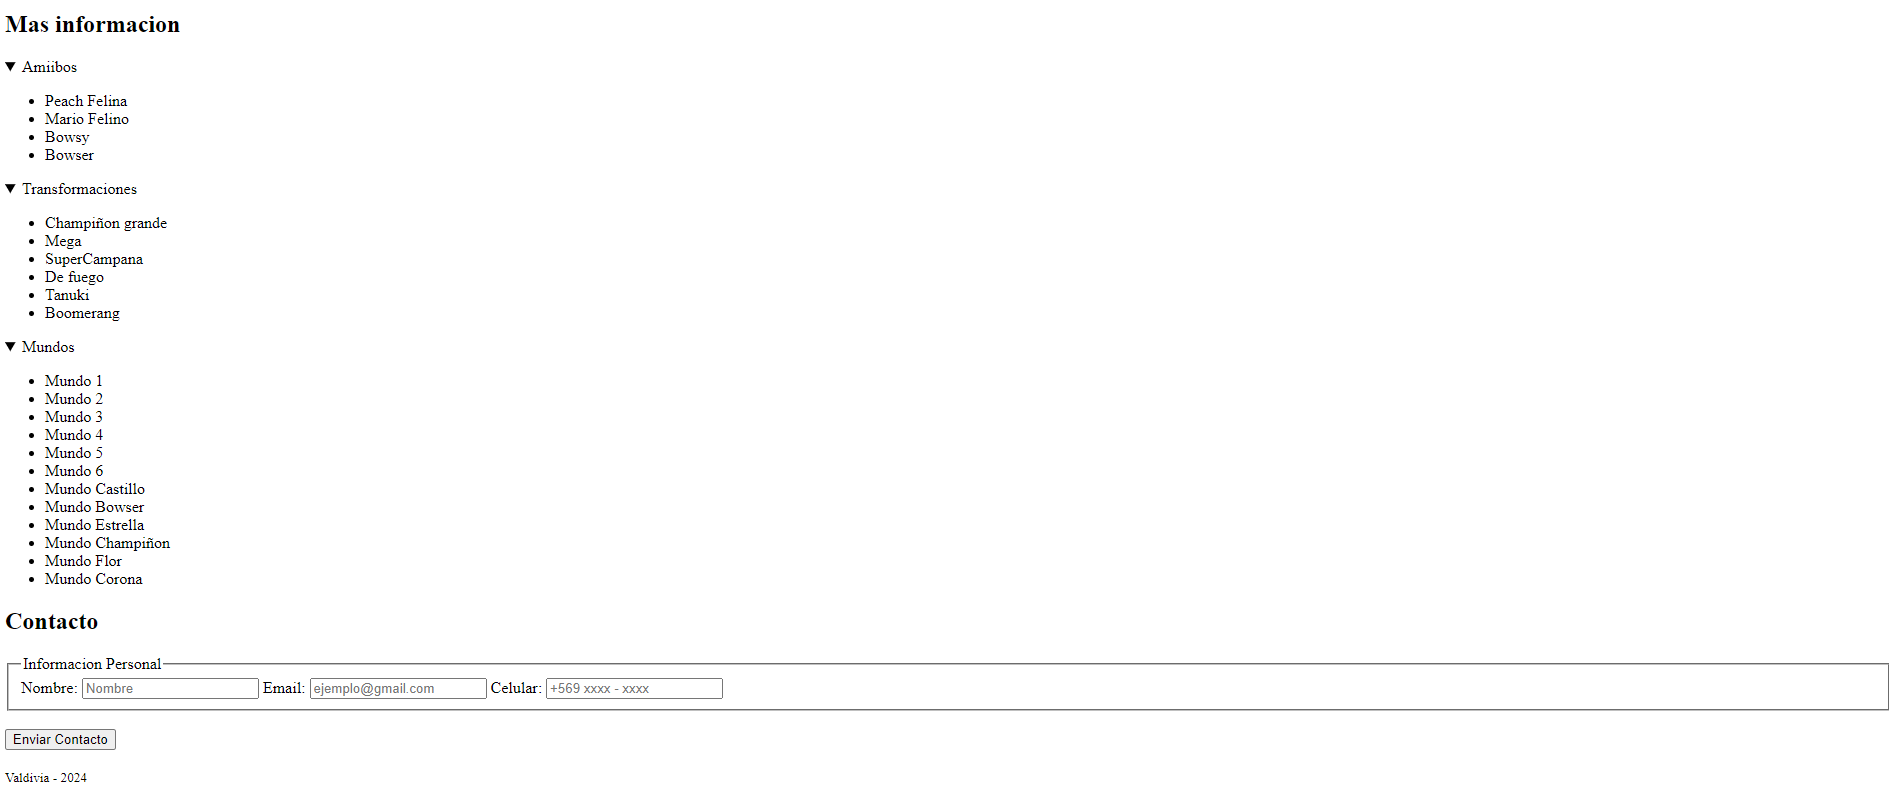 Mas informacion
Amiibos
Peach Felina
Mario Felino
Bowsy
Bowser
Transformaciones
Champiñon grande
Mega
SuperCampana
De fuego
Tanuki
Boomerang
Mundos
Mundo 1
Mundo 2
Mundo 3
Mundo 4
Mundo 5
Mundo 6
Mundo Castillo
Mundo Bowser
Mundo Estrella
Mundo Champiñon
Mundo Flor
Mundo Corona
Contacto
Informacion Personal
Nombre: Nombre Email: ejemplo@gmail.com Celular: +569 xxxx - xxxx
Enviar Contacto
Valdivia - 2024